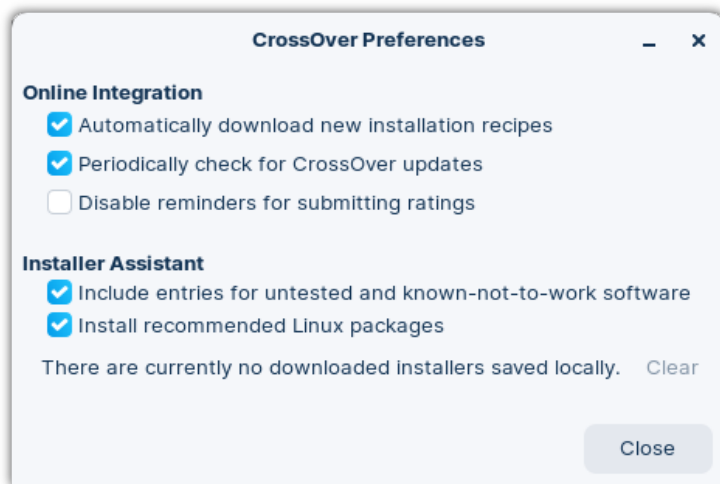 CrossOver Preferences
Online Integration
Automatically download new installation recipes
Periodically check for CrossOver updates
Disable reminders for submitting ratings
Installer Assistant
Include entries for untested and known-not-to-work software
Install recommended Linux packages
There are currently no downloaded installers saved locally. Clear
Close